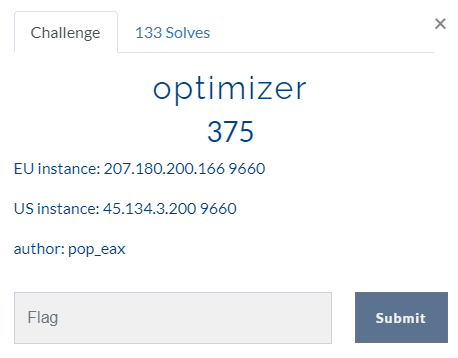 ×
Challenge 133 Solves
optimizer
375
EU instance: 207.180.200.166 9660
US instance: 45.134.3.200 9660
author: pop_eax
Flag Submit